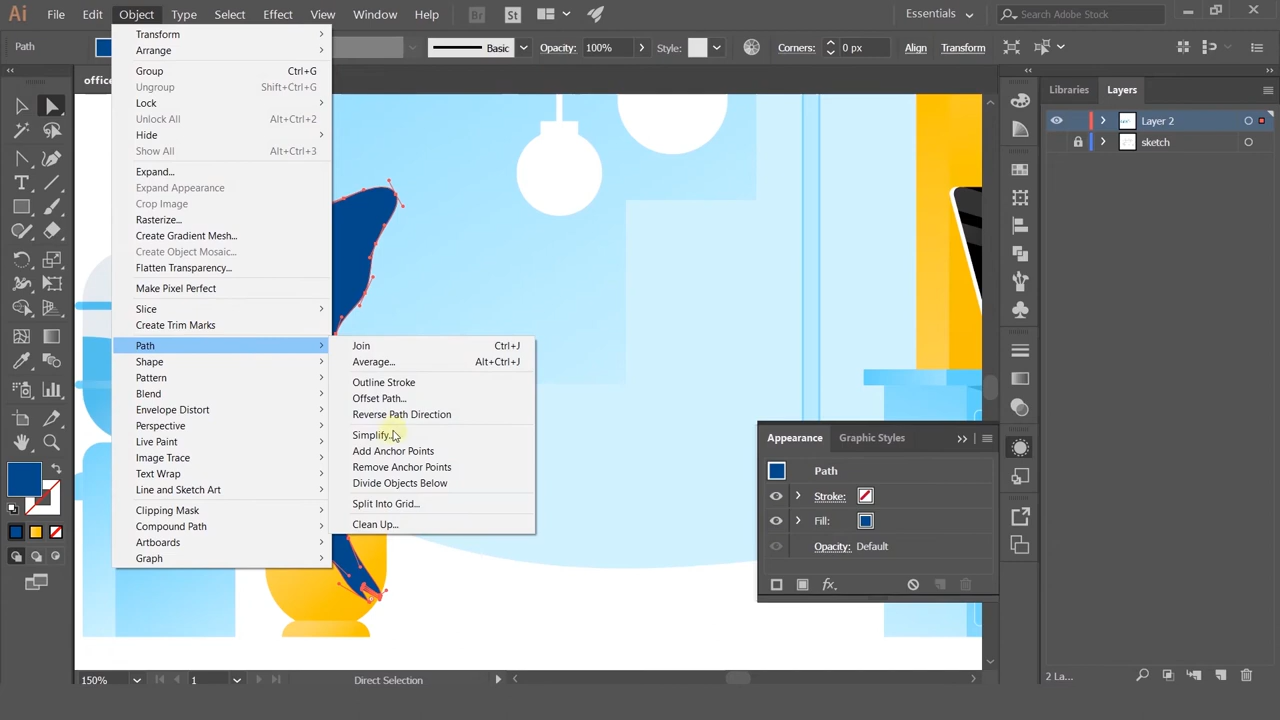 Ai File Edit Object Type Select Effect View Window Help Br St Essentials Search Adobe Stock
Path Basic Opacity: 100% Style: Corners: 0 px Align Transform
office
Transform
Arrange
Group Ctrl+G
Ungroup Shift+Ctrl+G
Lock
Unlock All Alt+Ctrl+2
Hide
Show All Alt+Ctrl+3
Expand...
Expand Appearance
Crop Image
Rasterize...
Create Gradient Mesh...
Create Object Mosaic...
Flatten Transparency...
Make Pixel Perfect
Slice
Create Trim Marks
Path
Shape
Pattern
Blend
Envelope Distort
Perspective
Live Paint
Image Trace
Text Wrap
Line and Sketch Art
Clipping Mask
Compound Path
Artboards
Graph
Join Ctrl+J
Average... Alt+Ctrl+J
Outline Stroke
Offset Path...
Reverse Path Direction
Simplify...
Add Anchor Points
Remove Anchor Points
Divide Objects Below
Split Into Grid...
Clean Up...
Libraries Layers
Layer 2
sketch
Appearance Graphic Styles
Path
Stroke:
Fill:
Opacity: Default
fx
150% 1 Direct Selection
2 La...